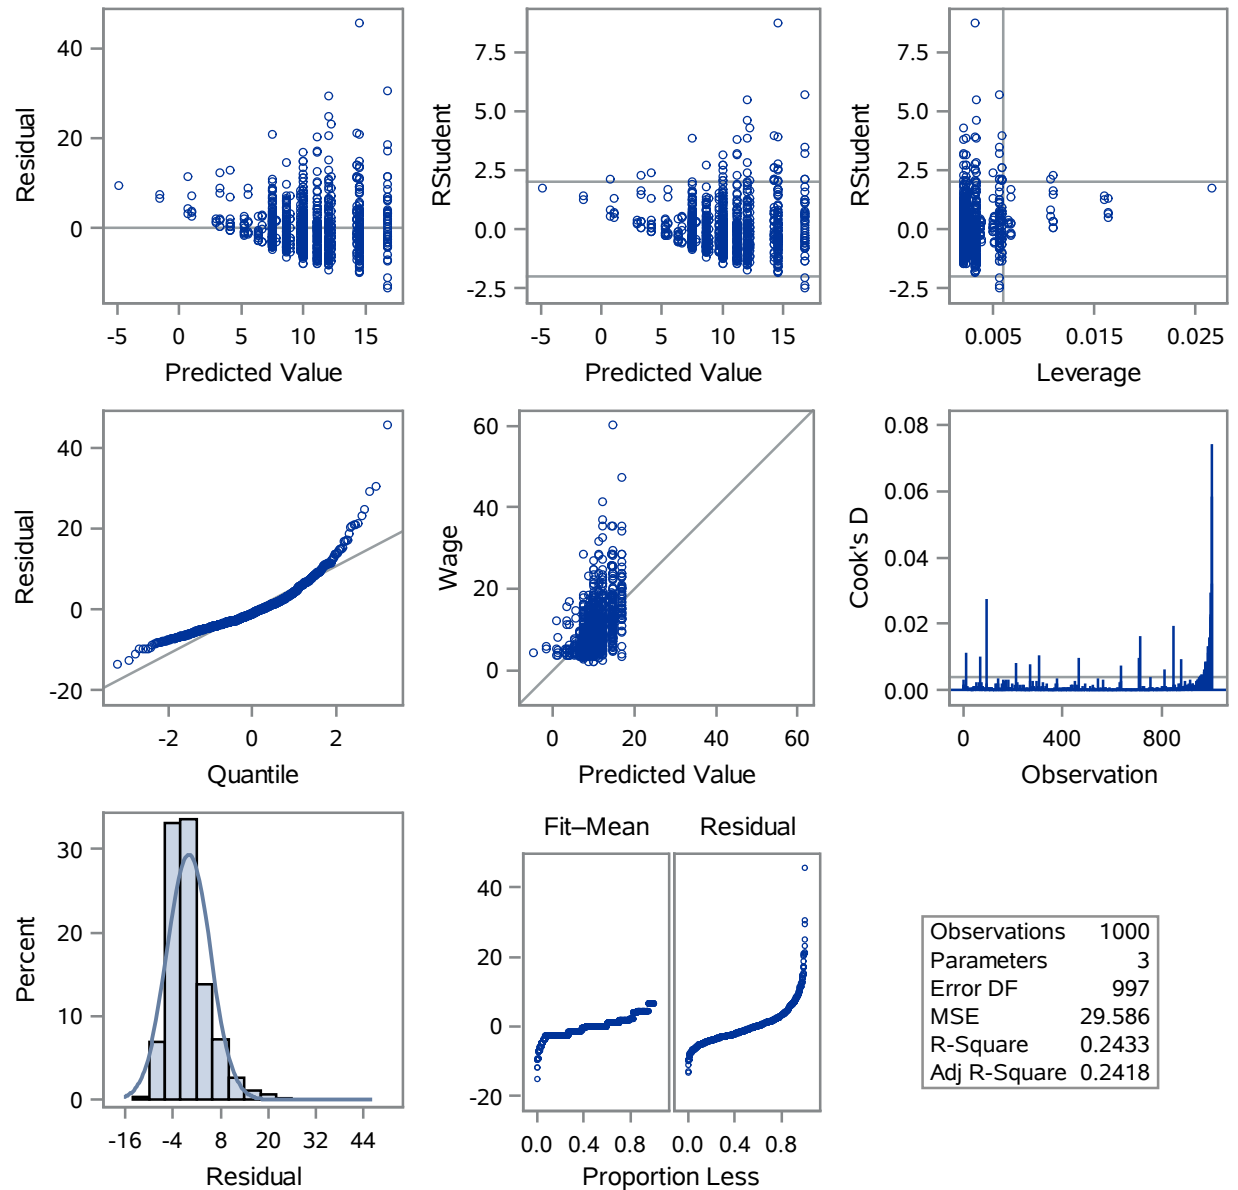 Residual
40
20
0
-5 0 5 10 15
Predicted Value
RStudent
7.5
5.0
2.5
0.0
-2.5
-5 0 5 10 15
Predicted Value
RStudent
7.5
5.0
2.5
0.0
-2.5
0.005 0.015 0.025
Leverage
Residual
40
20
0
-20
-2 0 2
Quantile
Wage
60
40
20
0
0 20 40 60
Predicted Value
Cook's D
0.08
0.06
0.04
0.02
0.00
0 400 800
Observation
Percent
30
20
10
0
-16 -4 8 20 32 44
Residual
Fit–Mean Residual
40
20
0
-20
0.0 0.4 0.8 0.0 0.4 0.8
Proportion Less
Observations 1000
Parameters 3
Error DF 997
MSE 29.586
R-Square 0.2433
Adj R-Square 0.2418